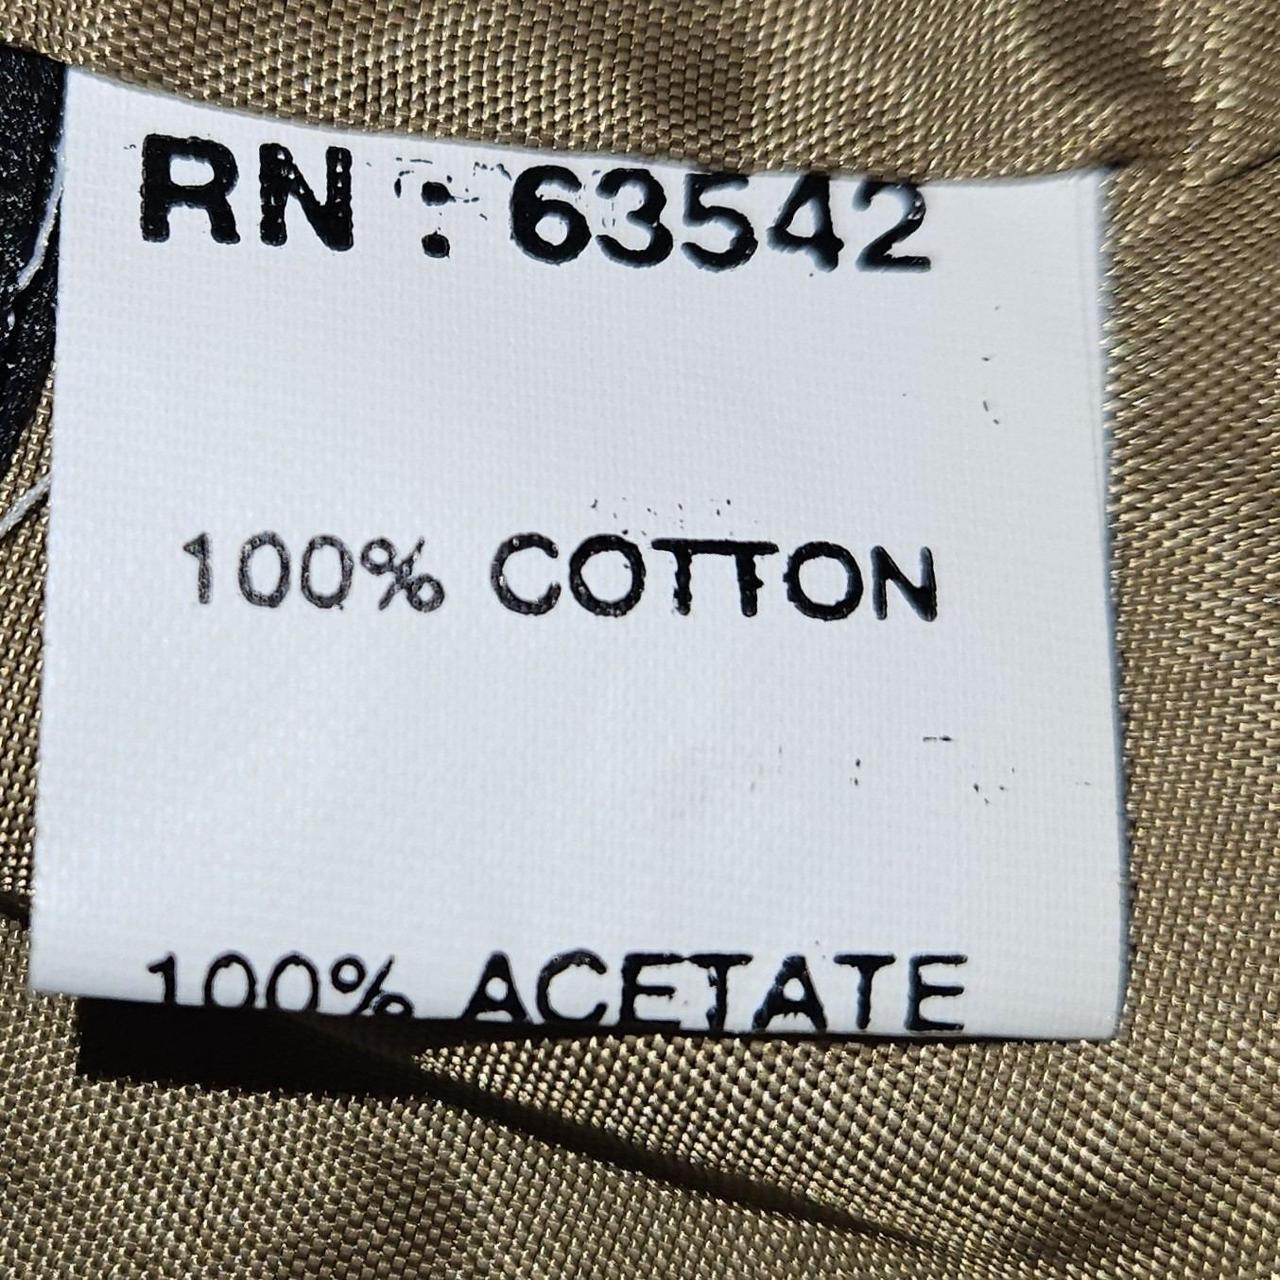 RN : 63542
100% COTTON
100% ACETATE